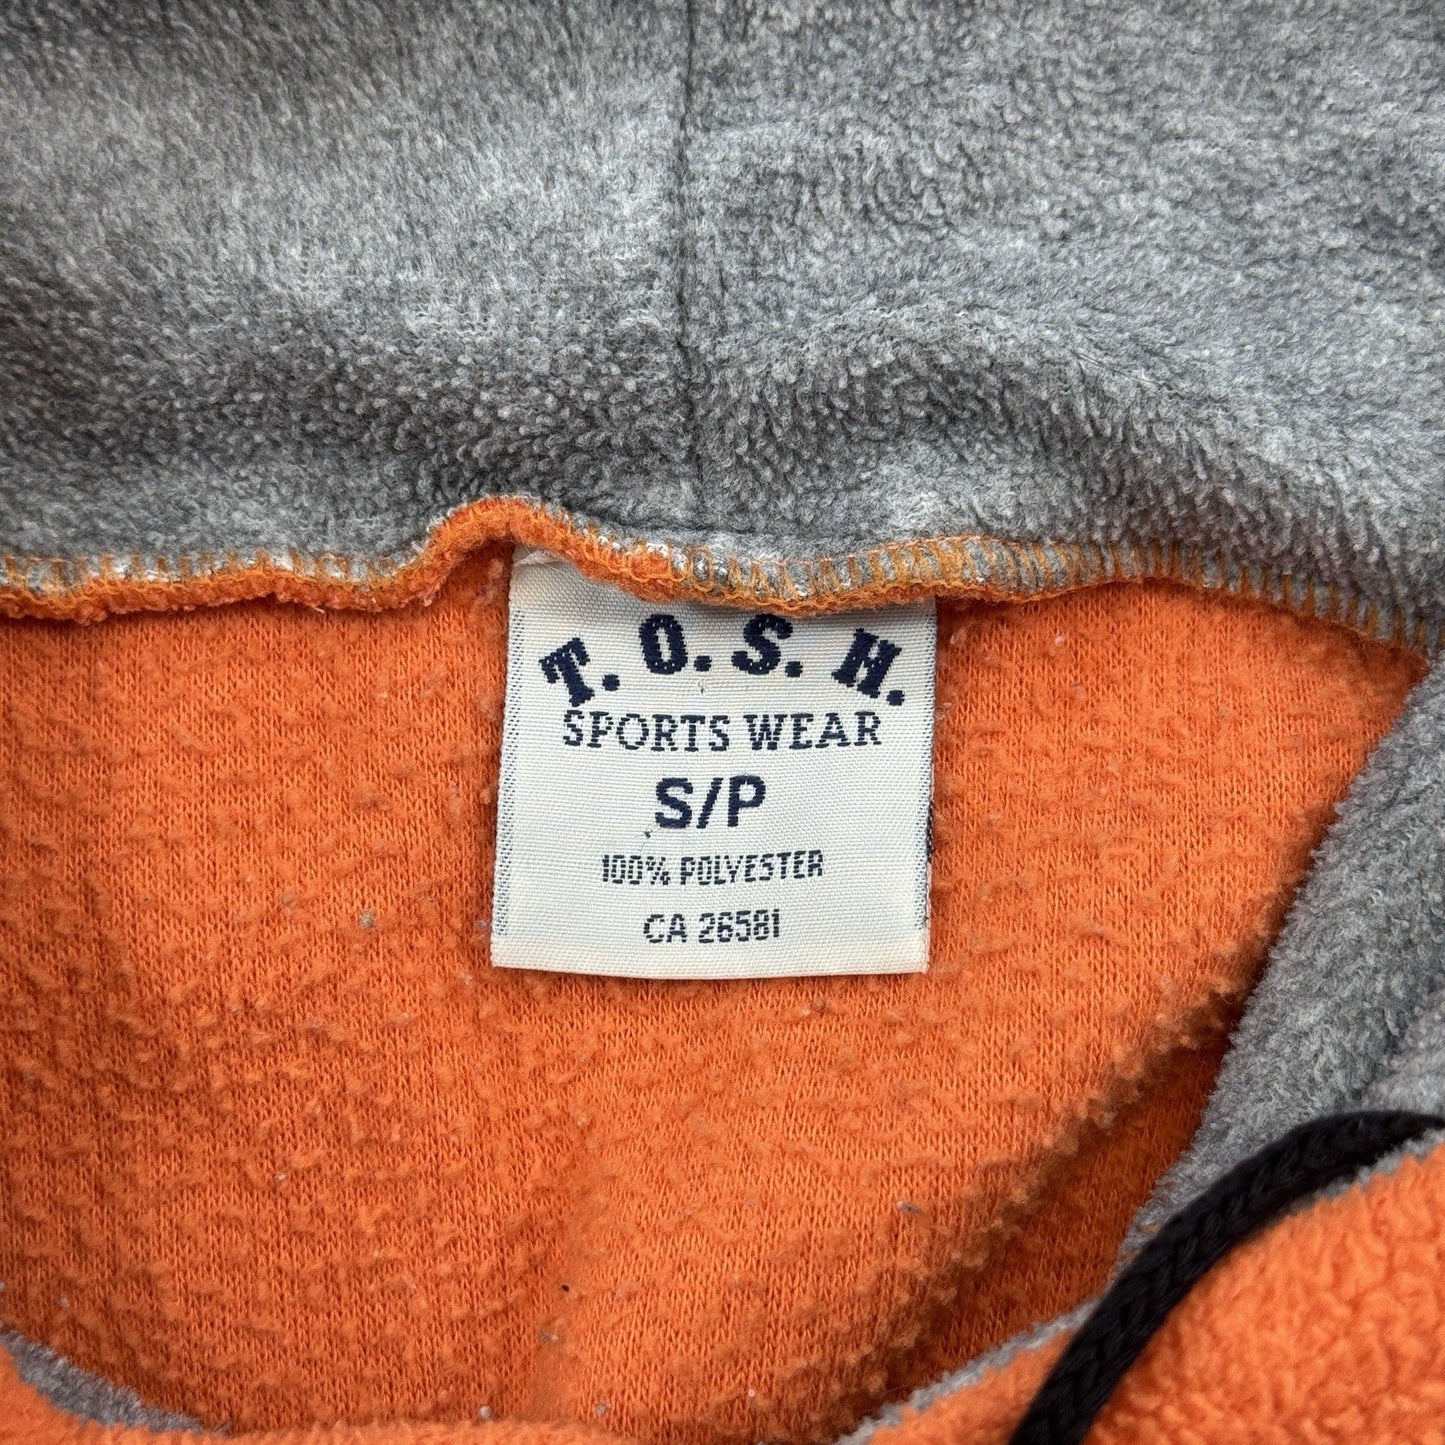 T.O.S.H.
SPORTS WEAR
S/P
100% POLYESTER
CA 26581